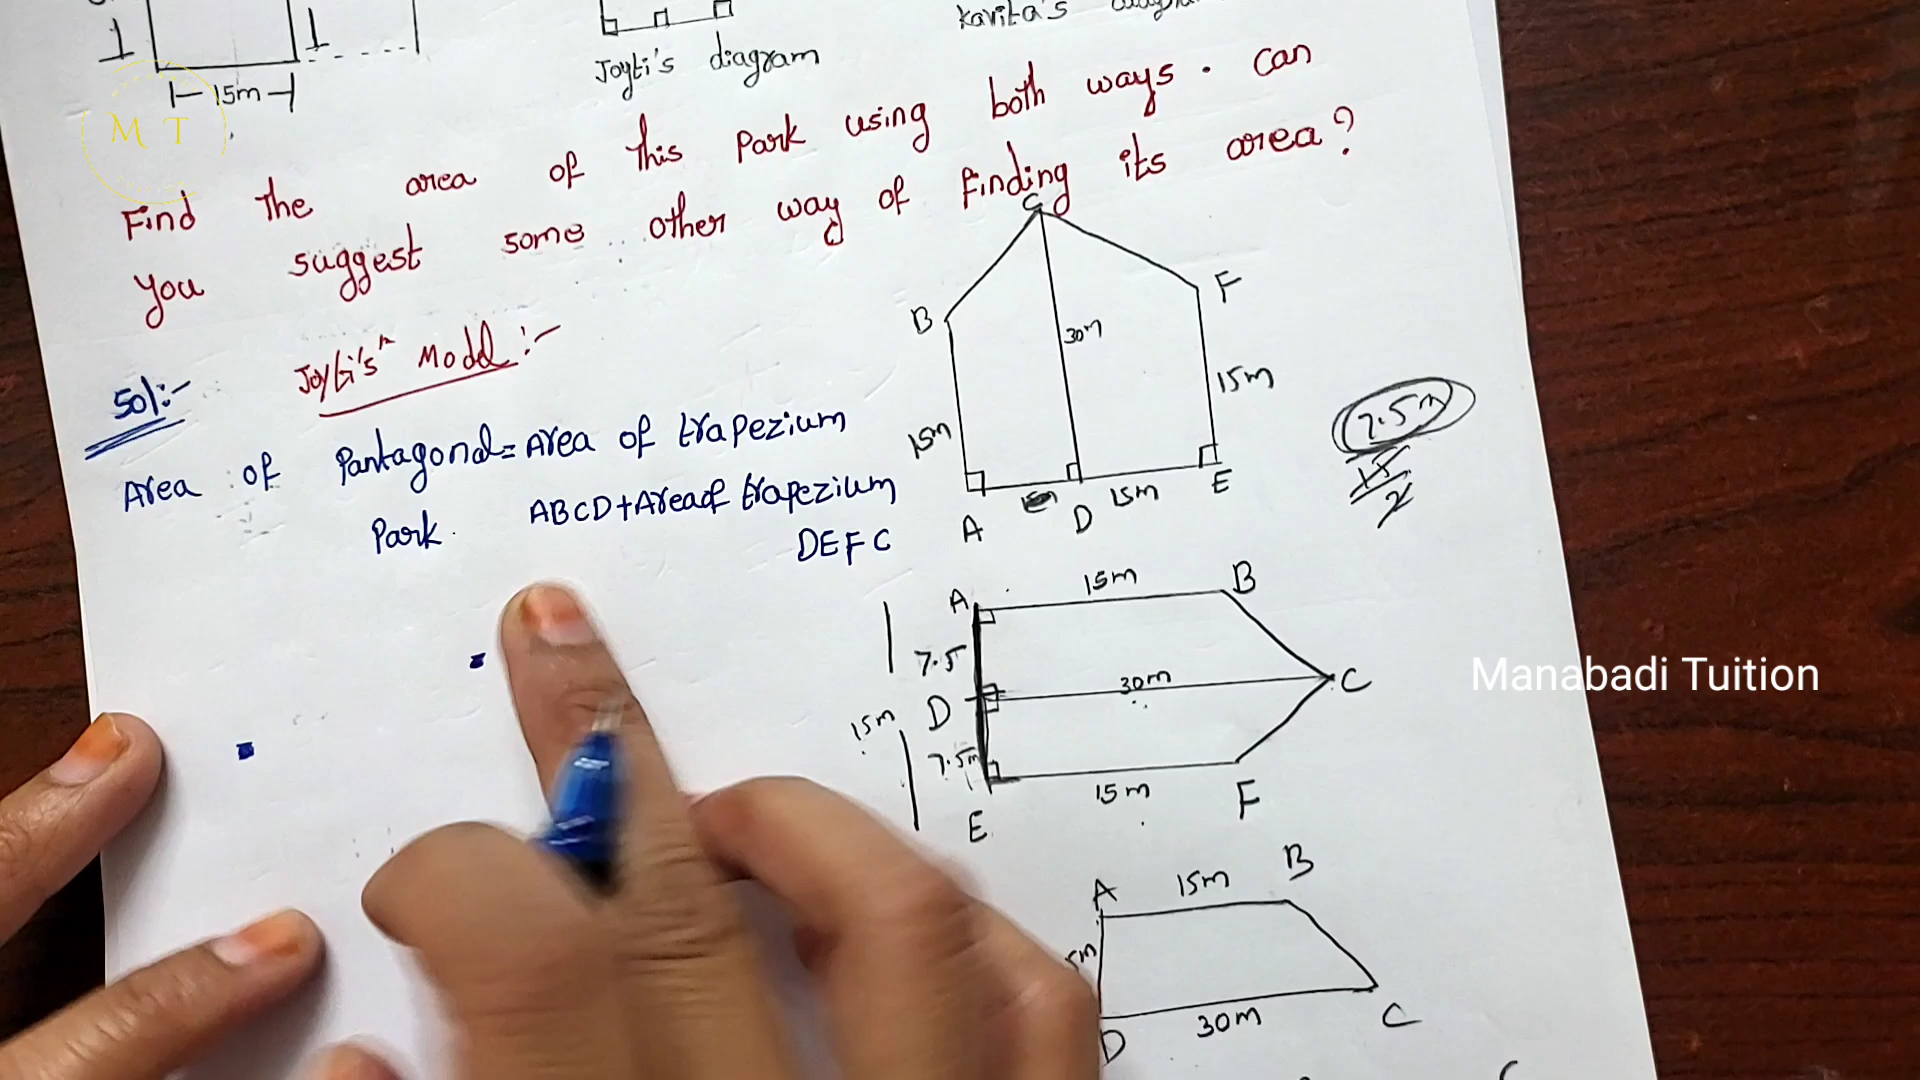 15m
Joyti's diagram
Kavita's
M T
Find the area of this Park using both ways. Can
you suggest some other way of finding its area?
Sol:-
Joyti's Model:-
Area of Pantagonal = Area of trapezium
Park. ABCD + Area of trapezium
DEFC
C
B
F
30m
15m
15m
A
D
15m
E
7.5m
15
2
A
15m
B
7.5
D
30m
C
15m
7.5m
E
15m
F
A
15m
B
D
30m
C
Manabadi Tuition